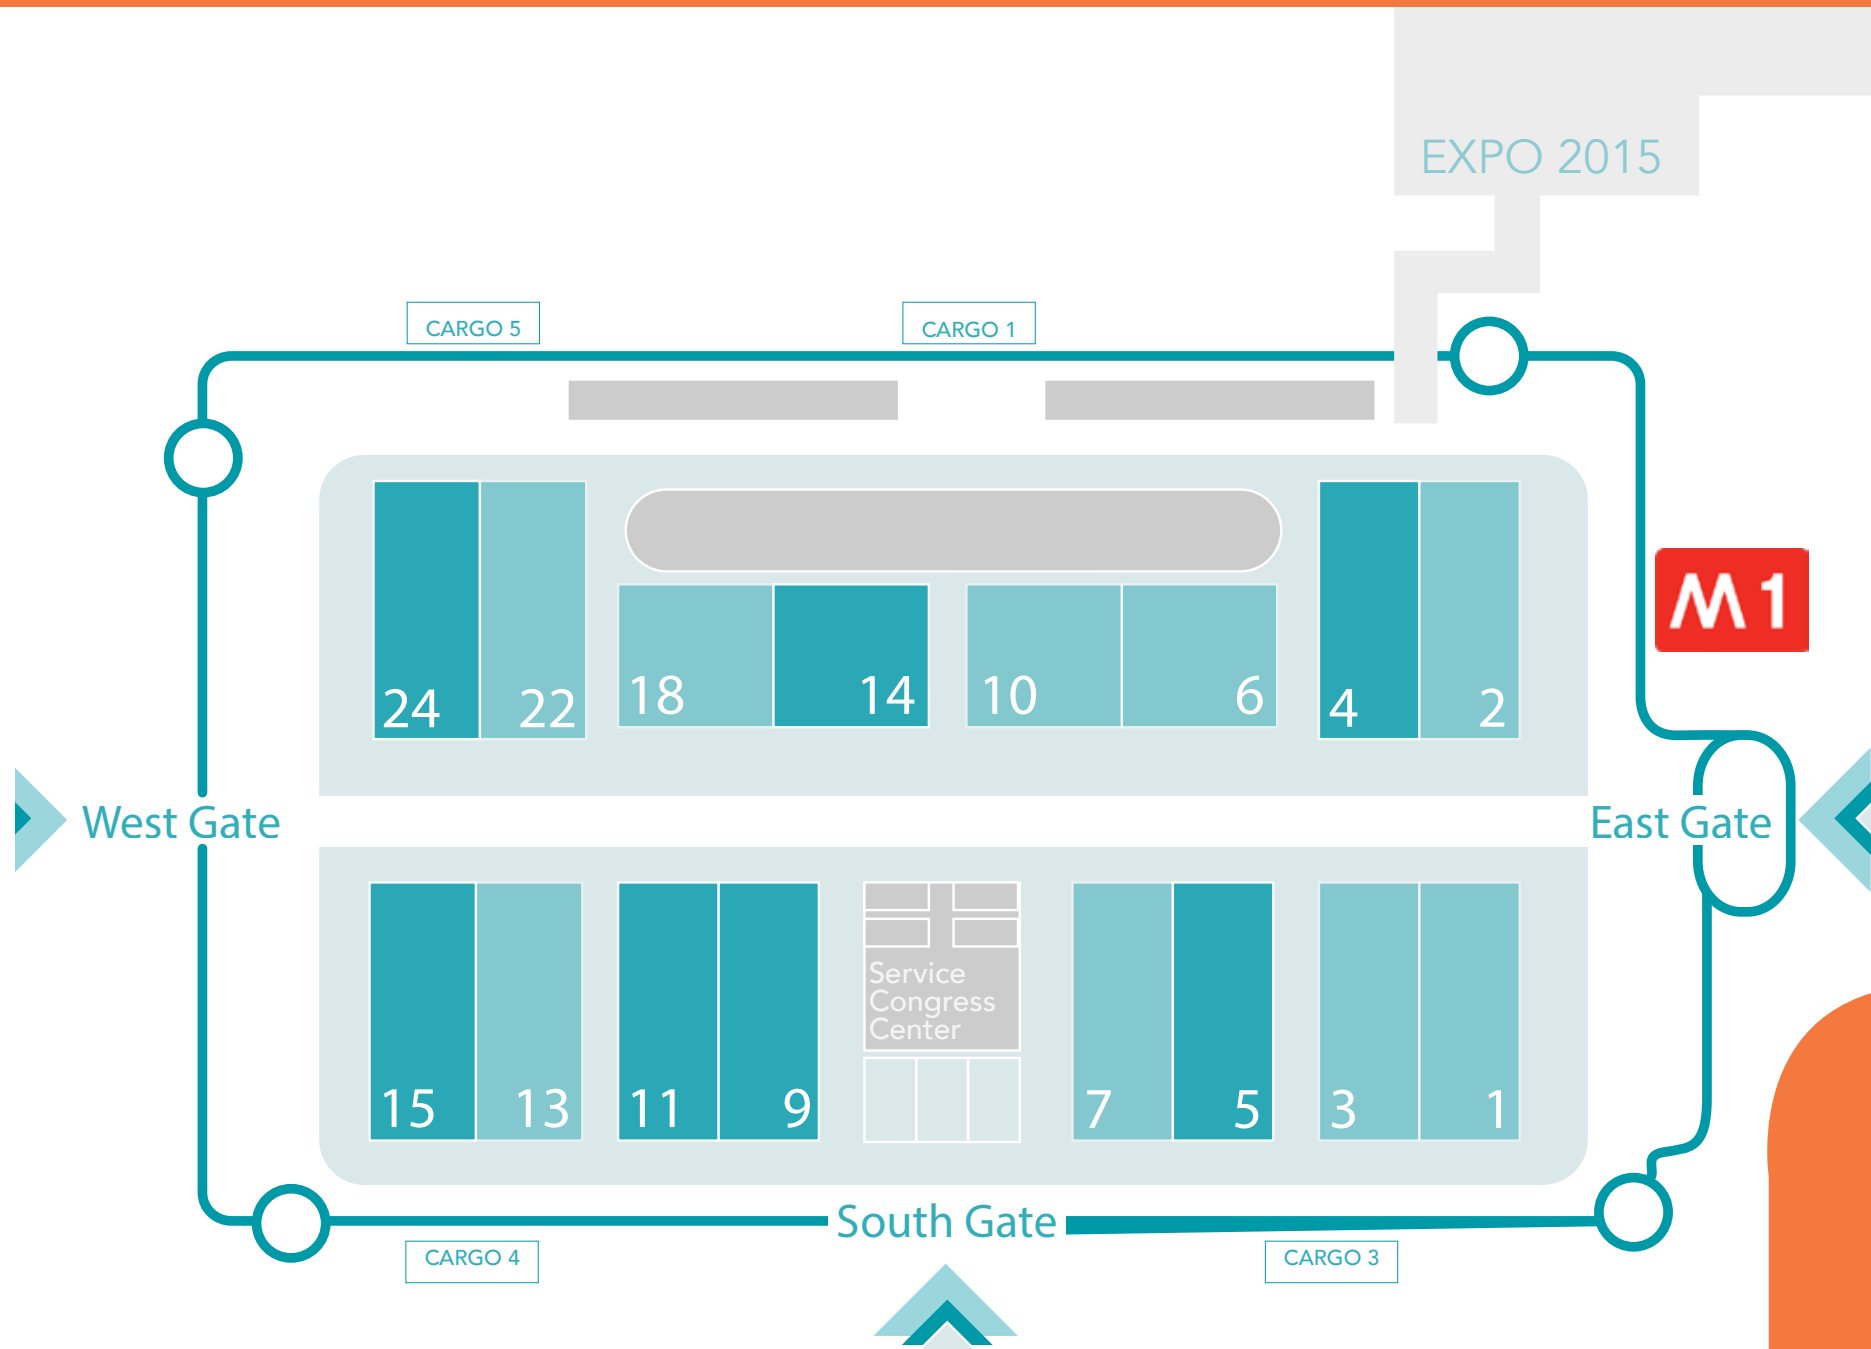 EXPO 2015
CARGO 5
CARGO 1
M1
24
22
18
14
10
6
4
2
West Gate
East Gate
Service
Congress
Center
15
13
11
9
7
5
3
1
South Gate
CARGO 4
CARGO 3